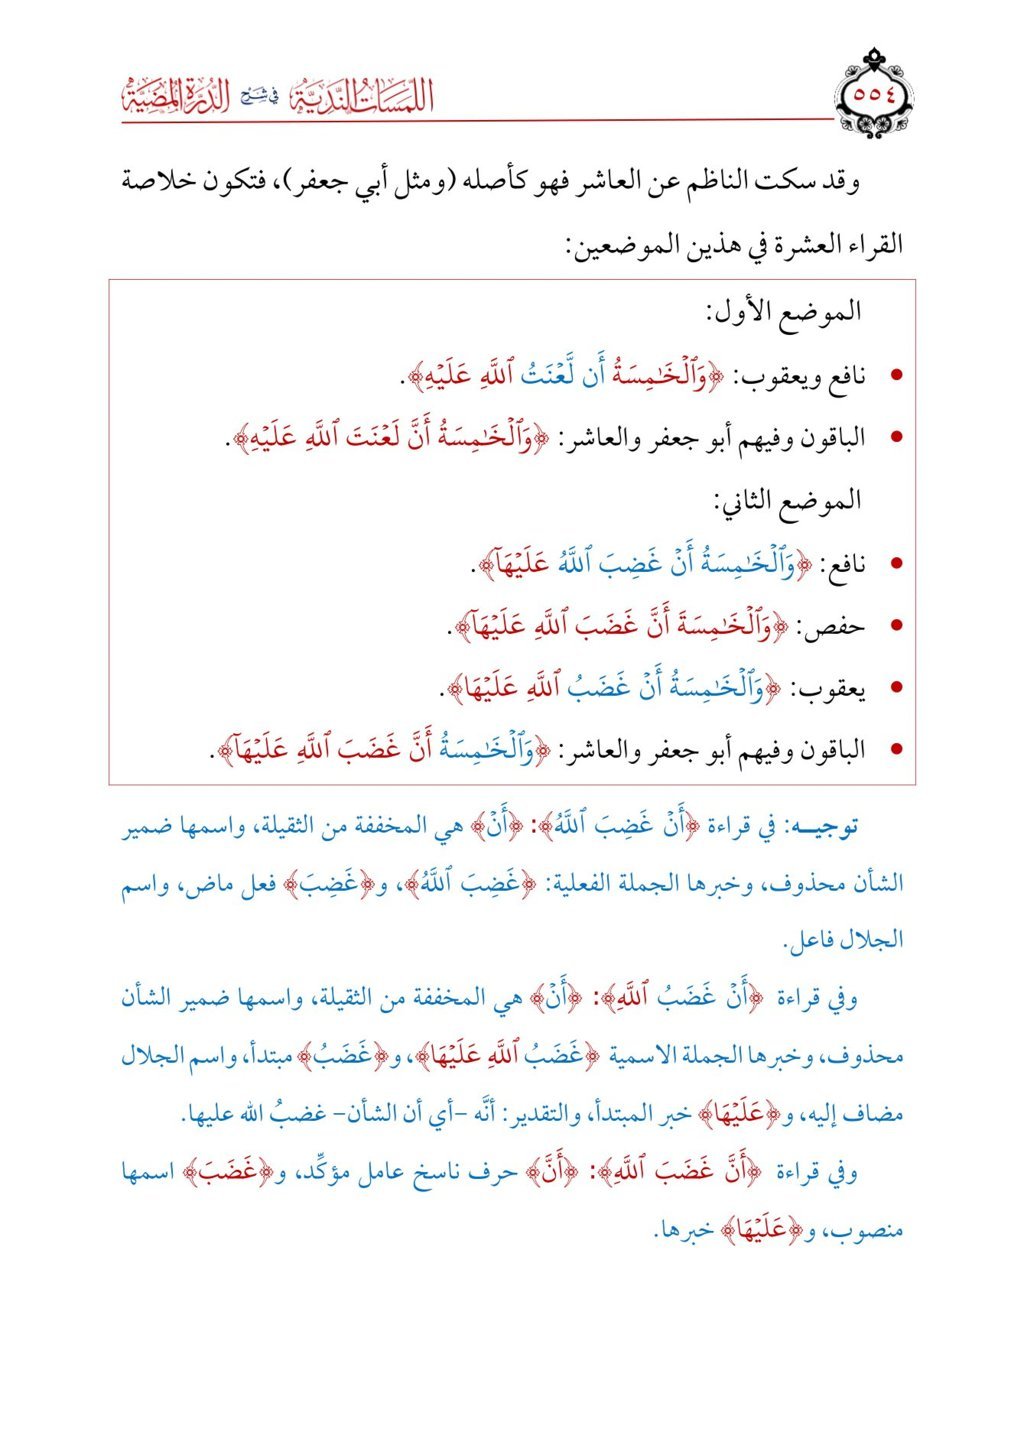 اللمسات الندية في شرح الدرة المضية
٥٥٤
وقد سكت الناظم عن العاشر فهو كأصله (ومثل أبي جعفر)، فتكون خلاصة
القراء العشرة في هذين الموضعين:
الموضع الأول:
• نافع ويعقوب: ﴿وَٱلۡخَٰمِسَةُ أَن لَّعۡنَتُ ٱللَّهِ عَلَيۡهِ﴾.
• الباقون وفيهم أبو جعفر والعاشر: ﴿وَٱلۡخَٰمِسَةُ أَنَّ لَعۡنَتَ ٱللَّهِ عَلَيۡهِ﴾.
الموضع الثاني:
• نافع: ﴿وَٱلۡخَٰمِسَةُ أَنۡ غَضِبَ ٱللَّهُ عَلَيۡهَآ﴾.
• حفص: ﴿وَٱلۡخَٰمِسَةَ أَنَّ غَضَبَ ٱللَّهِ عَلَيۡهَآ﴾.
• يعقوب: ﴿وَٱلۡخَٰمِسَةُ أَنۡ غَضَبُ ٱللَّهِ عَلَيۡهَا﴾.
• الباقون وفيهم أبو جعفر والعاشر: ﴿وَٱلۡخَٰمِسَةُ أَنَّ غَضَبَ ٱللَّهِ عَلَيۡهَآ﴾.
توجيـــه: في قراءة ﴿أَنۡ غَضِبَ ٱللَّهُ﴾: ﴿أَنۡ﴾ هي المخففة من الثقيلة، واسمها ضمير
الشأن محذوف، وخبرها الجملة الفعلية: ﴿غَضِبَ ٱللَّهُ﴾، و﴿غَضِبَ﴾ فعل ماض، واسم
الجلال فاعل.
وفي قراءة ﴿أَنۡ غَضَبُ ٱللَّهِ﴾: ﴿أَنۡ﴾ هي المخففة من الثقيلة، واسمها ضمير الشأن
محذوف، وخبرها الجملة الاسمية ﴿غَضَبُ ٱللَّهِ عَلَيۡهَا﴾، و﴿غَضَبُ﴾ مبتدأ، واسم الجلال
مضاف إليه، و﴿عَلَيۡهَا﴾ خبر المبتدأ، والتقدير: أنَّه -أي أن الشأن- غضبُ الله عليها.
وفي قراءة ﴿أَنَّ غَضَبَ ٱللَّهِ﴾: ﴿أَنَّ﴾ حرف ناسخ عامل مؤكِّد، و﴿غَضَبَ﴾ اسمها
منصوب، و﴿عَلَيۡهَا﴾ خبرها.